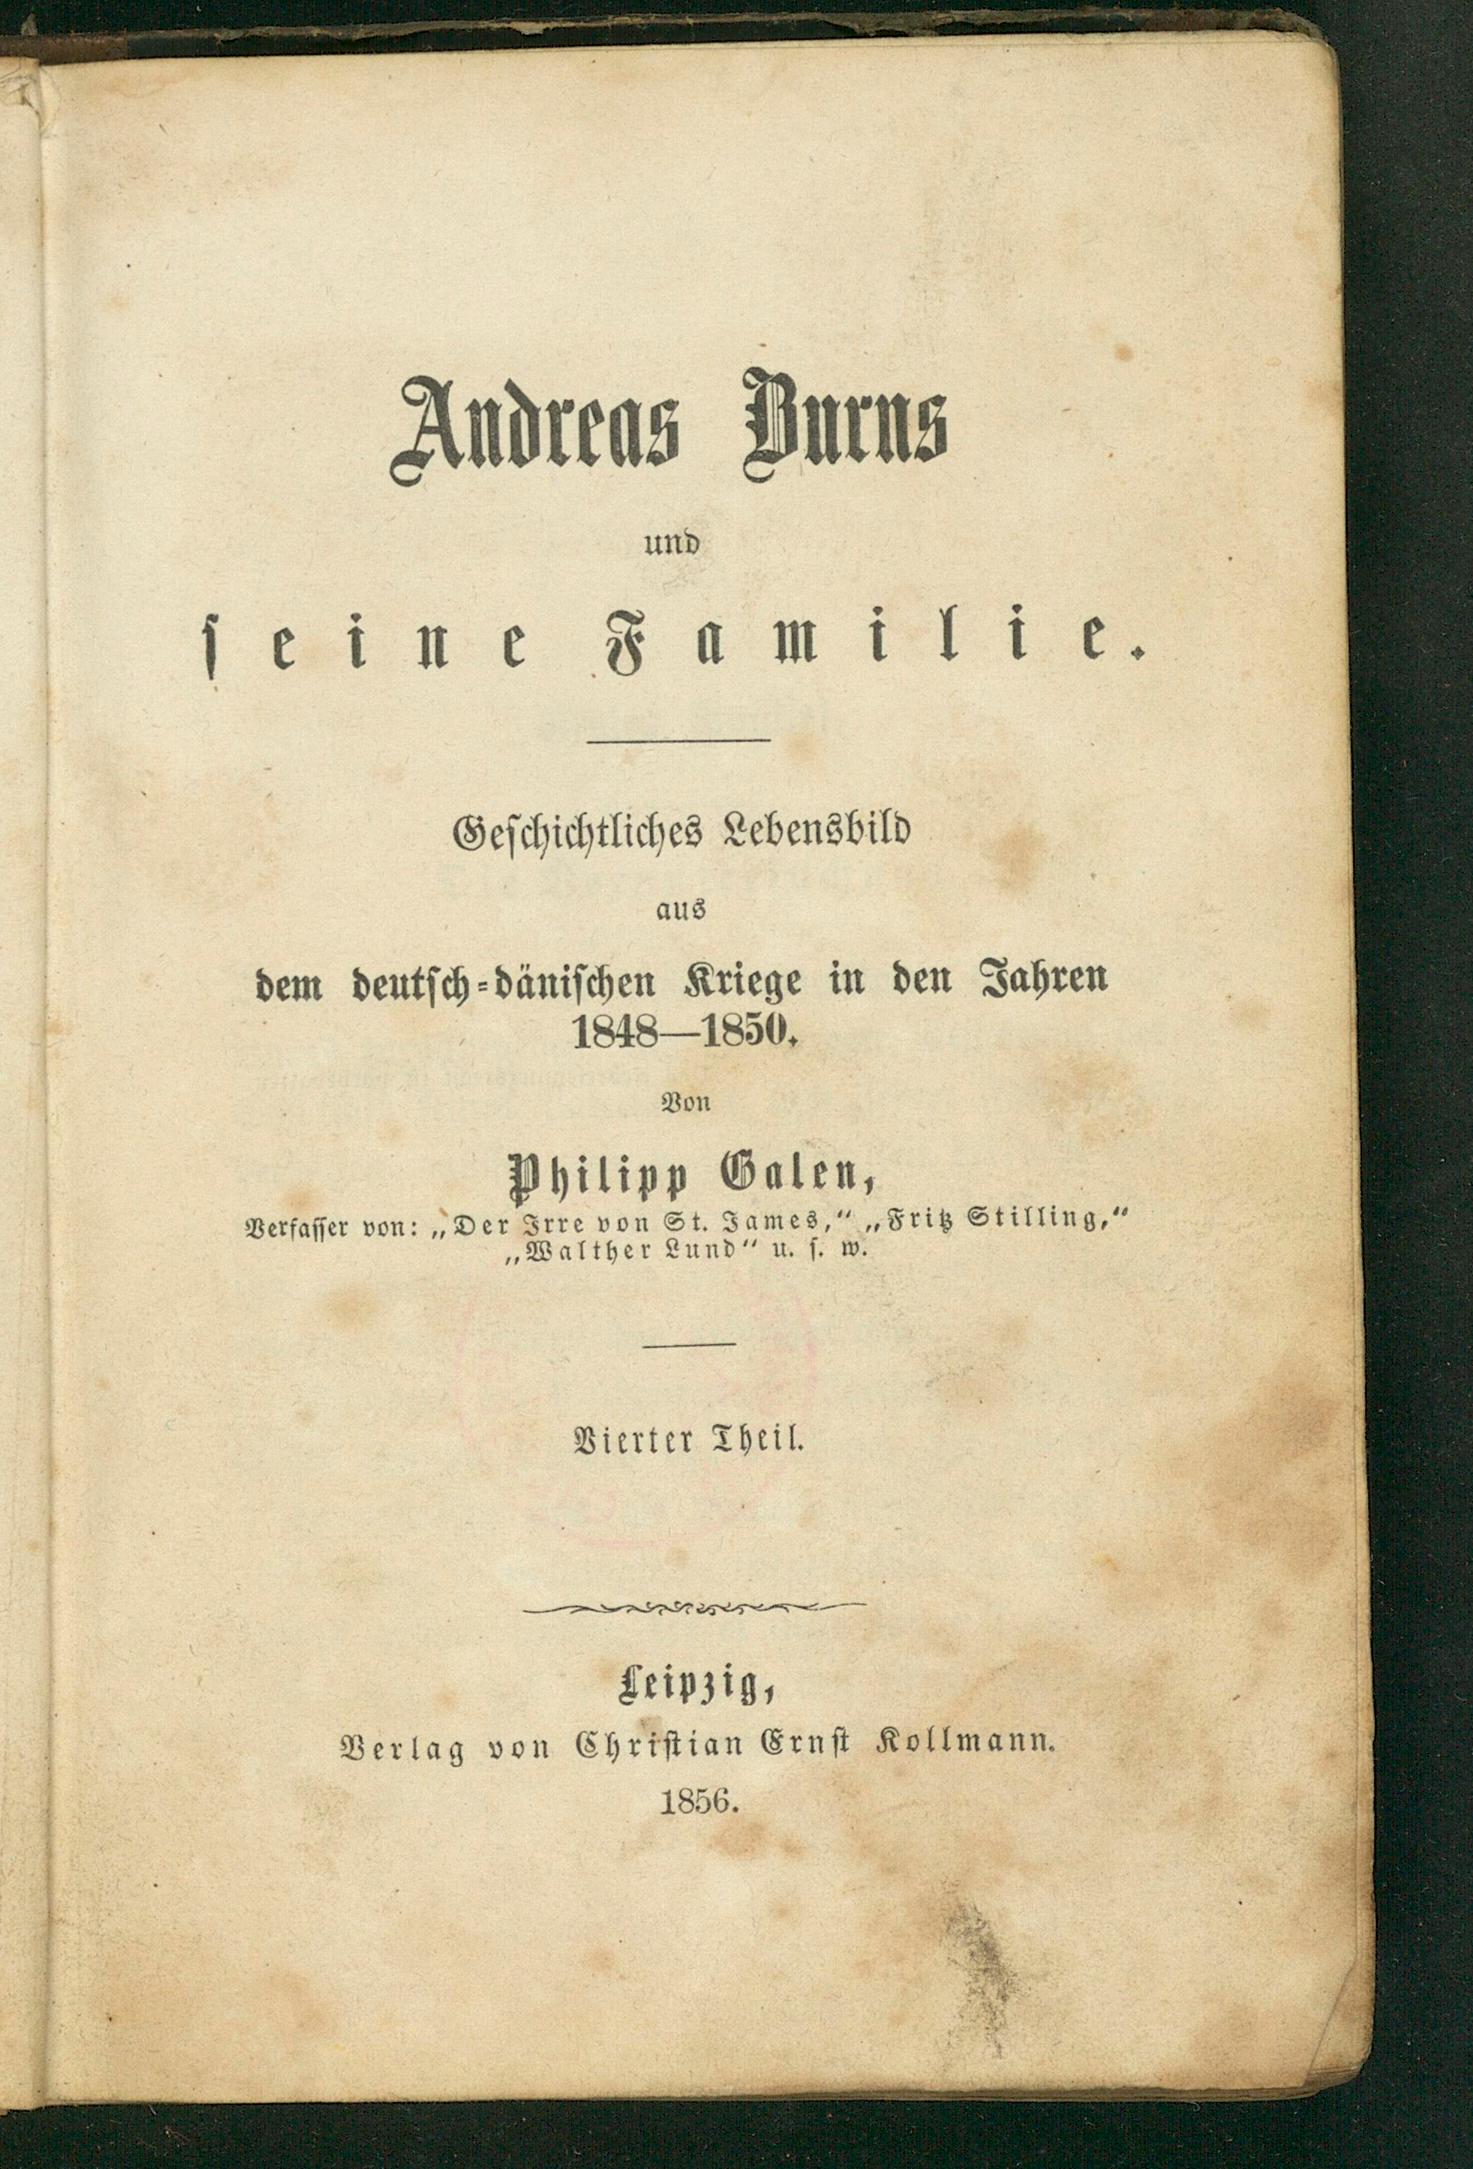 Andreas Burns
und
ſeine Familie.
Geſchichtliches Lebensbild
aus
dem deutſch-däniſchen Kriege in den Jahren
1848—1850.
Von
Philipp Galen,
Verfaſſer von: „Der Irre von St. James,“ „Fritz Stilling,“
„Walther Lund“ u. ſ. w.
Vierter Theil.
Leipzig,
Verlag von Chriſtian Ernſt Kollmann.
1856.